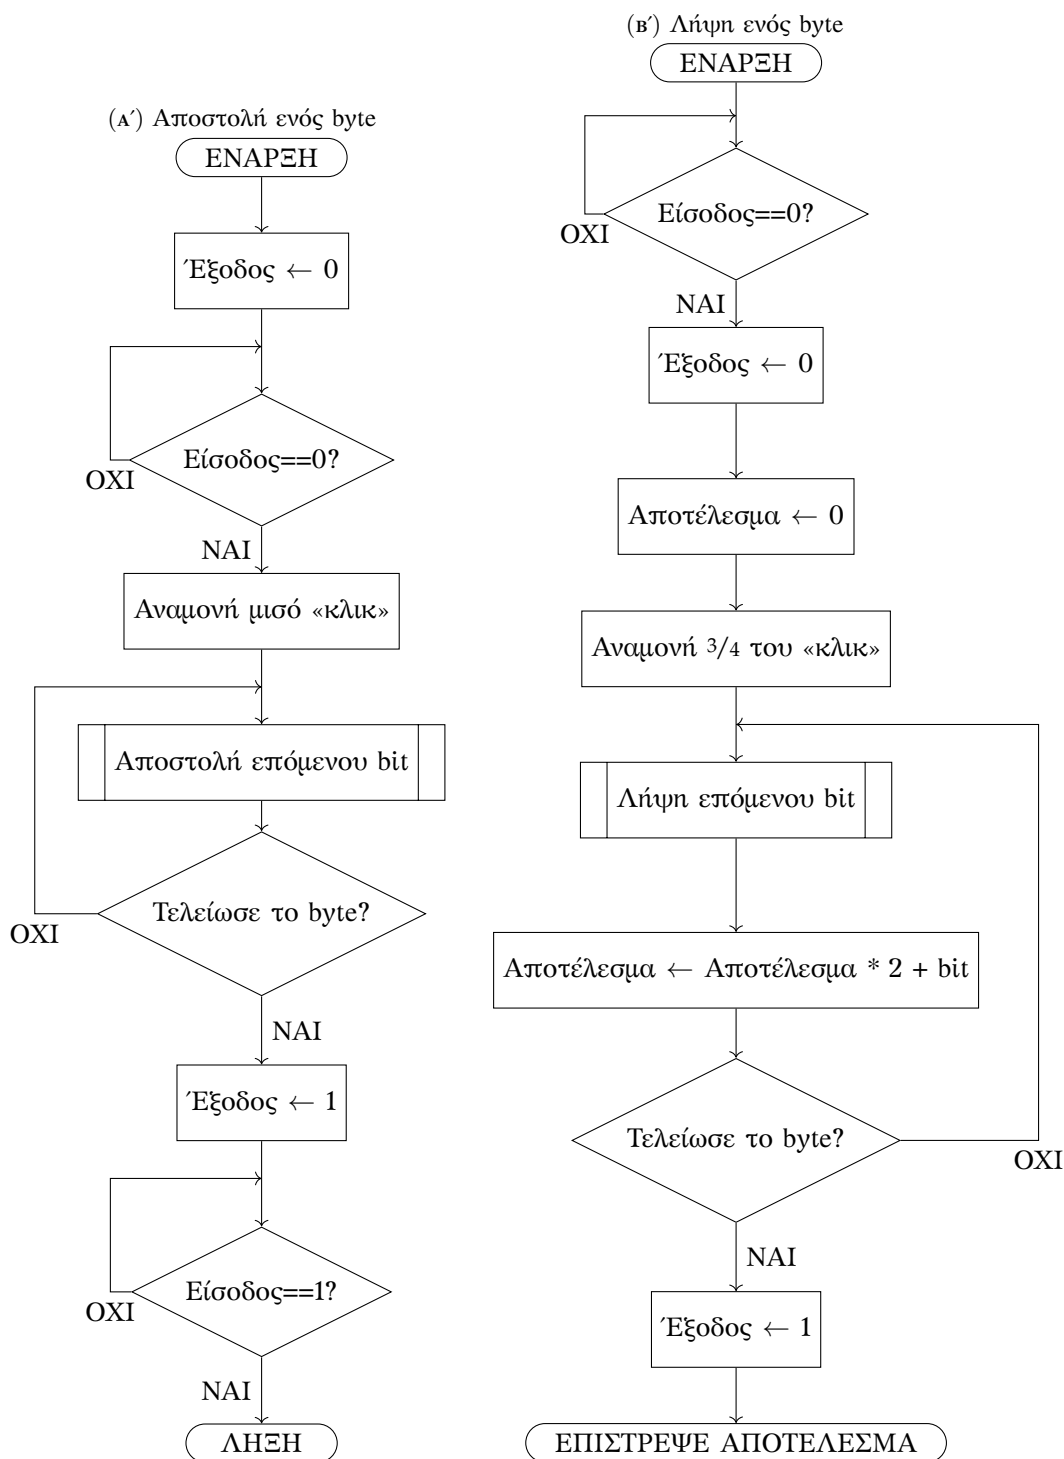 (Α΄) Αποστολή ενός byte
ΕΝΑΡΞΗ
Έξοδος ← 0
Είσοδος==0?
ΟΧΙ
ΝΑΙ
Αναμονή μισό «κλικ»
Αποστολή επόμενου bit
Τελείωσε το byte?
ΟΧΙ
ΝΑΙ
Έξοδος ← 1
Είσοδος==1?
ΟΧΙ
ΝΑΙ
ΛΗΞΗ
(Β΄) Λήψη ενός byte
ΕΝΑΡΞΗ
Είσοδος==0?
ΟΧΙ
ΝΑΙ
Έξοδος ← 0
Αποτέλεσμα ← 0
Αναμονή 3/4 του «κλικ»
Λήψη επόμενου bit
Αποτέλεσμα ← Αποτέλεσμα * 2 + bit
Τελείωσε το byte?
ΟΧΙ
ΝΑΙ
Έξοδος ← 1
ΕΠΙΣΤΡΕΨΕ ΑΠΟΤΕΛΕΣΜΑ